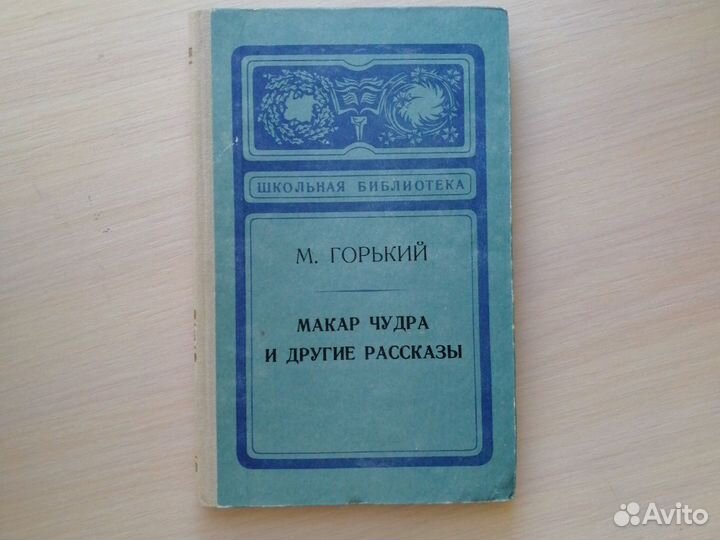 ШКОЛЬНАЯ БИБЛИОТЕКА
М. ГОРЬКИЙ
МАКАР ЧУДРА
И ДРУГИЕ РАССКАЗЫ
Avito